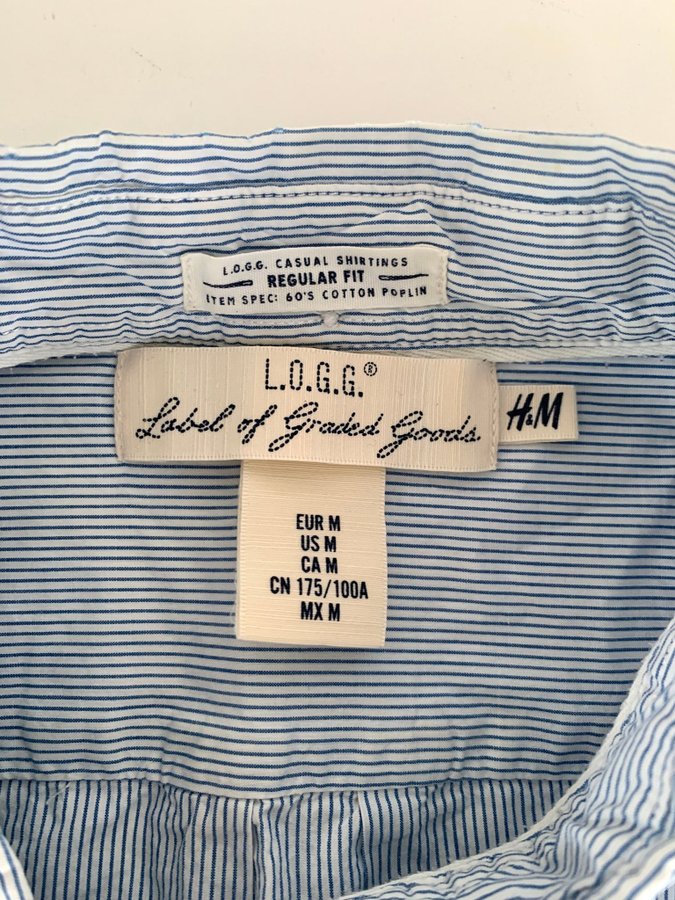 L.O.G.G. CASUAL SHIRTINGS
REGULAR FIT
ITEM SPEC: 60'S COTTON POPLIN
L.O.G.G.®
Label of Graded Goods.
H&M
EUR M
US M
CA M
CN 175/100A
MX M